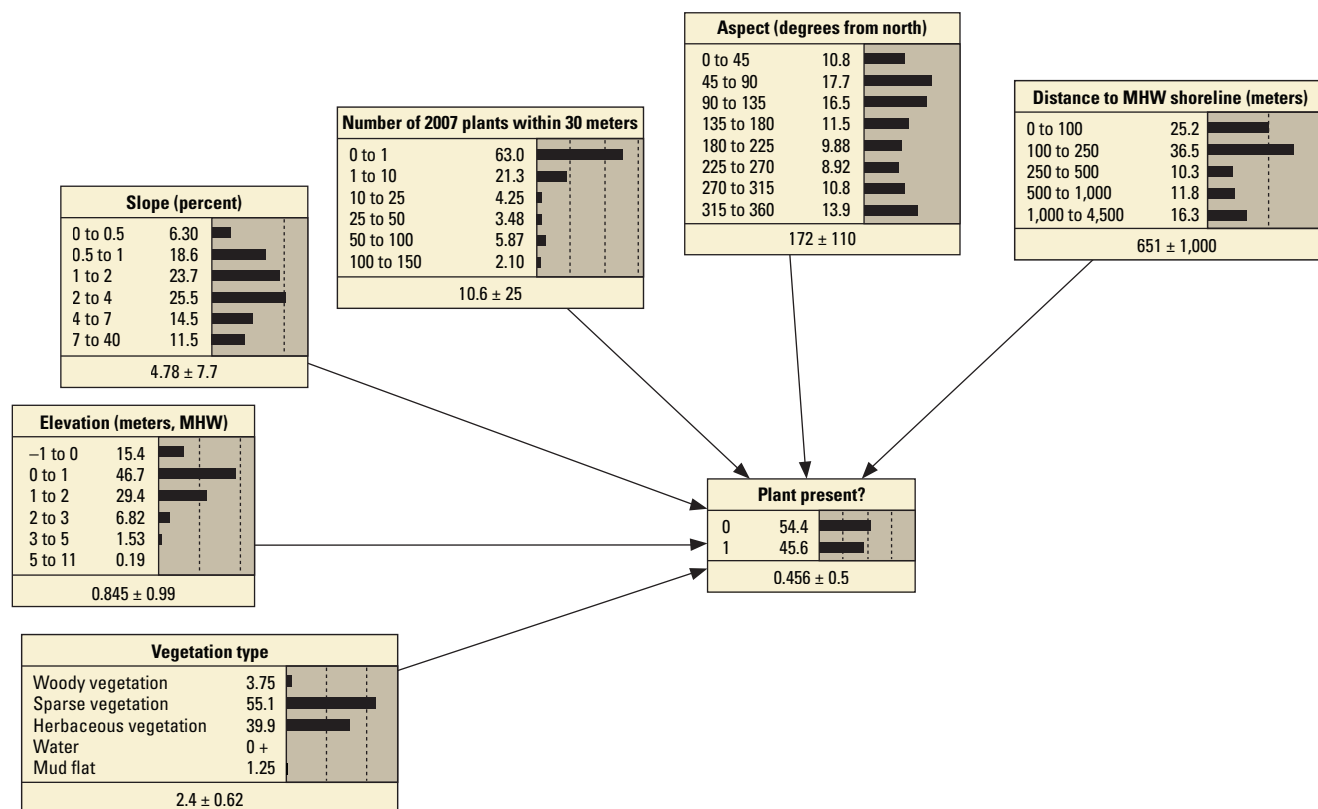 Aspect (degrees from north)
0 to 45 10.8
45 to 90 17.7
90 to 135 16.5
135 to 180 11.5
180 to 225 9.88
225 to 270 8.92
270 to 315 10.8
315 to 360 13.9
172 ± 110
Distance to MHW shoreline (meters)
0 to 100 25.2
100 to 250 36.5
250 to 500 10.3
500 to 1,000 11.8
1,000 to 4,500 16.3
651 ± 1,000
Number of 2007 plants within 30 meters
0 to 1 63.0
1 to 10 21.3
10 to 25 4.25
25 to 50 3.48
50 to 100 5.87
100 to 150 2.10
10.6 ± 25
Slope (percent)
0 to 0.5 6.30
0.5 to 1 18.6
1 to 2 23.7
2 to 4 25.5
4 to 7 14.5
7 to 40 11.5
4.78 ± 7.7
Elevation (meters, MHW)
–1 to 0 15.4
0 to 1 46.7
1 to 2 29.4
2 to 3 6.82
3 to 5 1.53
5 to 11 0.19
0.845 ± 0.99
Plant present?
0 54.4
1 45.6
0.456 ± 0.5
Vegetation type
Woody vegetation 3.75
Sparse vegetation 55.1
Herbaceous vegetation 39.9
Water 0 +
Mud flat 1.25
2.4 ± 0.62